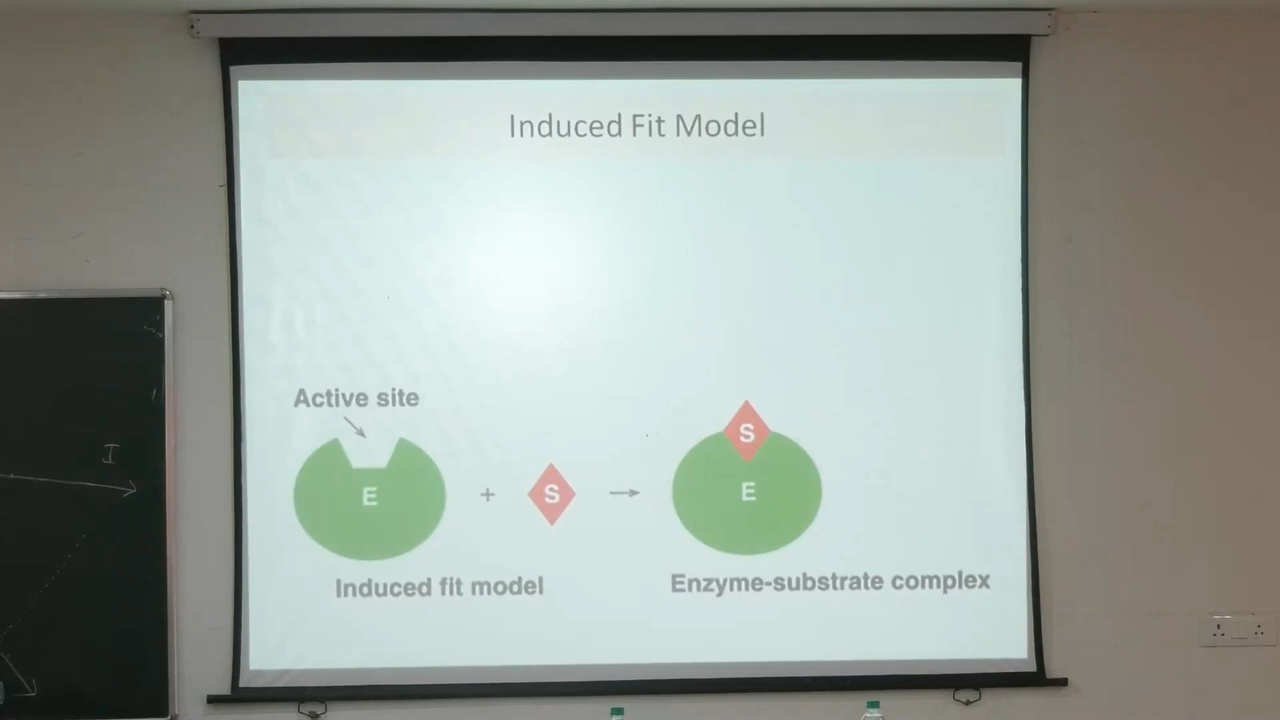 Induced Fit Model
Active site
E
+
S
S
E
Induced fit model
Enzyme-substrate complex